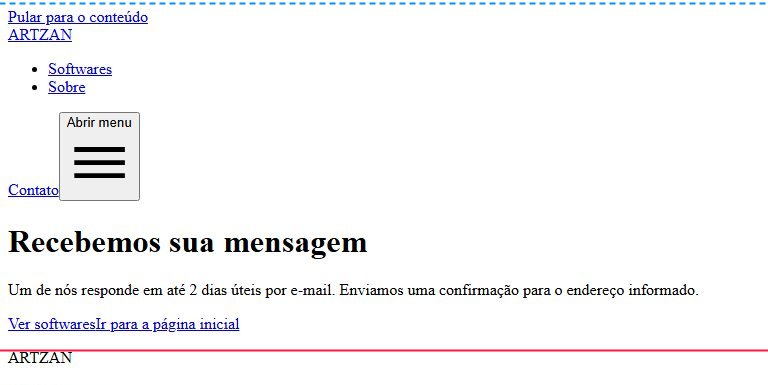 Pular para o conteúdo
ARTZAN
Softwares
Sobre
Abrir menu
Contato
Recebemos sua mensagem
Um de nós responde em até 2 dias úteis por e-mail. Enviamos uma confirmação para o endereço informado.
Ver softwaresIr para a página inicial
ARTZAN